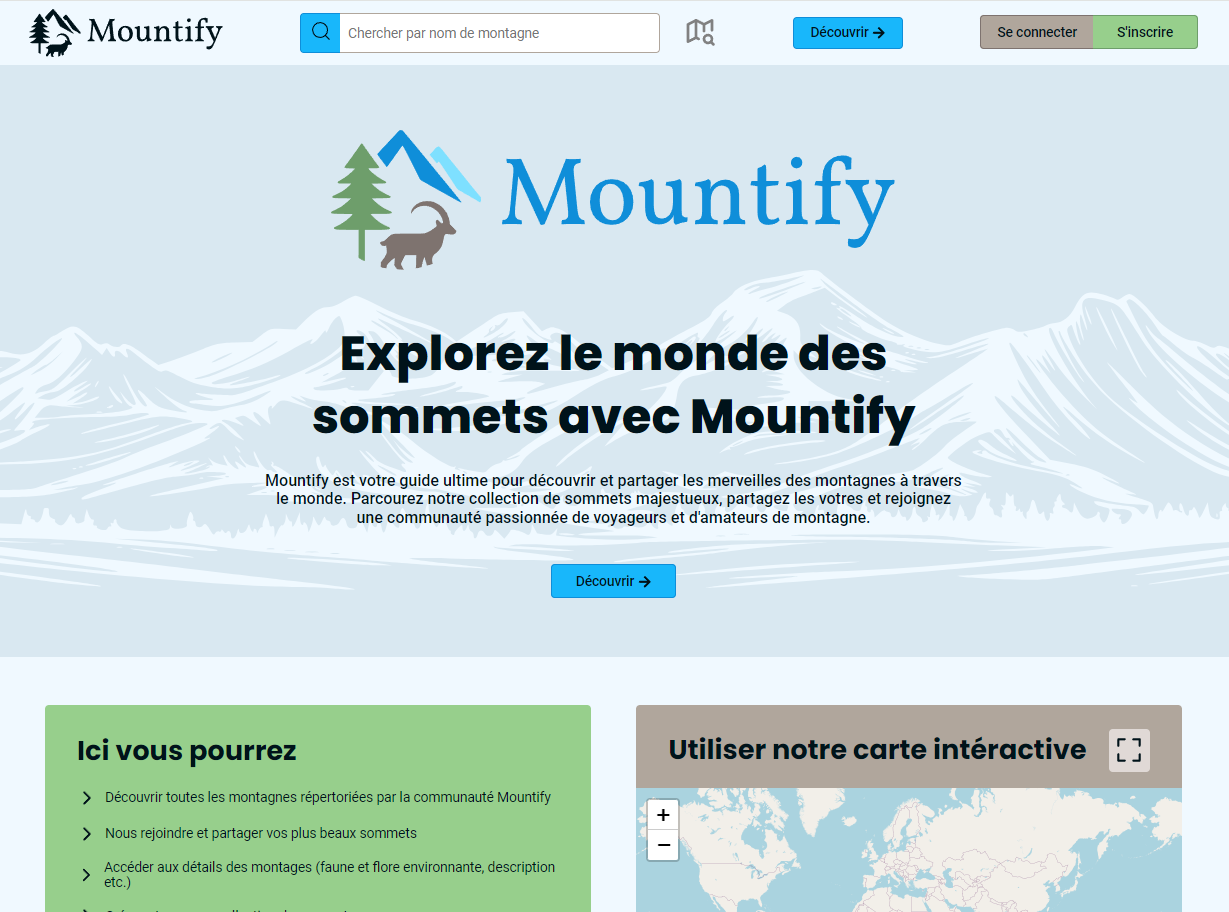 Mountify
Chercher par nom de montagne
Découvrir
Se connecter
S'inscrire
Mountify
Explorez le monde des
sommets avec Mountify
Mountify est votre guide ultime pour découvrir et partager les merveilles des montagnes à travers
le monde. Parcourez notre collection de sommets majestueux, partagez les votres et rejoignez
une communauté passionnée de voyageurs et d'amateurs de montagne.
Découvrir
Ici vous pourrez
Découvrir toutes les montagnes répertoriées par la communauté Mountify
Nous rejoindre et partager vos plus beaux sommets
Accéder aux détails des montages (faune et flore environnante, description
etc.)
Utiliser notre carte intéractive
+
−